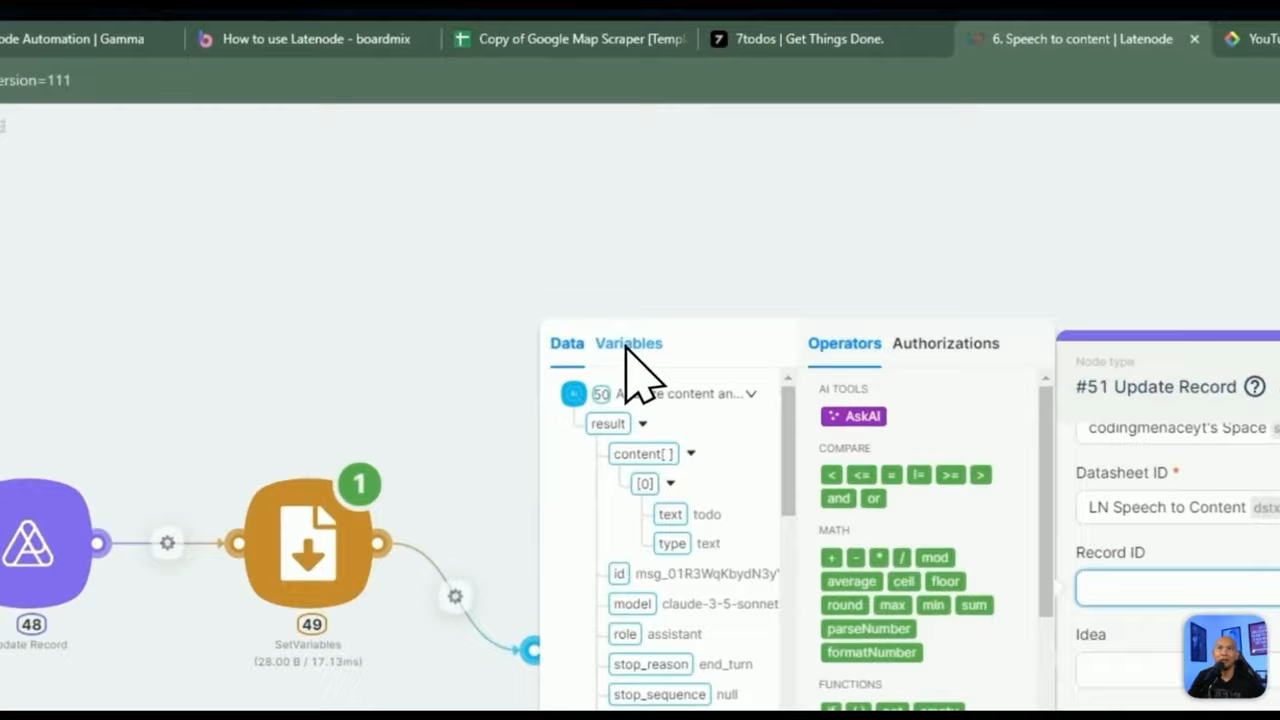 ode Automation | Gamma
How to use Latenode - boardmix
Copy of Google Map Scraper [Templ
7todos | Get Things Done.
6. Speech to content | Latenode
YouTu
ersion=111
Data
Variables
Operators
Authorizations
50
e content an...
result
content[ ]
[0]
text todo
type text
id msg_01R3WqKbydN3y
model claude-3-5-sonnet
role assistant
stop_reason end_turn
stop_sequence null
AI TOOLS
AskAI
COMPARE
< <= = != >= >
and or
MATH
+ - * / mod
average ceil floor
round max min sum
parseNumber
formatNumber
FUNCTIONS
Node type
#51 Update Record
codingmenaceyt's Space
Datasheet ID *
LN Speech to Content dstx
Record ID
Idea
1
48
pdate Record
49
SetVariables
(28.00 B / 17.13ms)